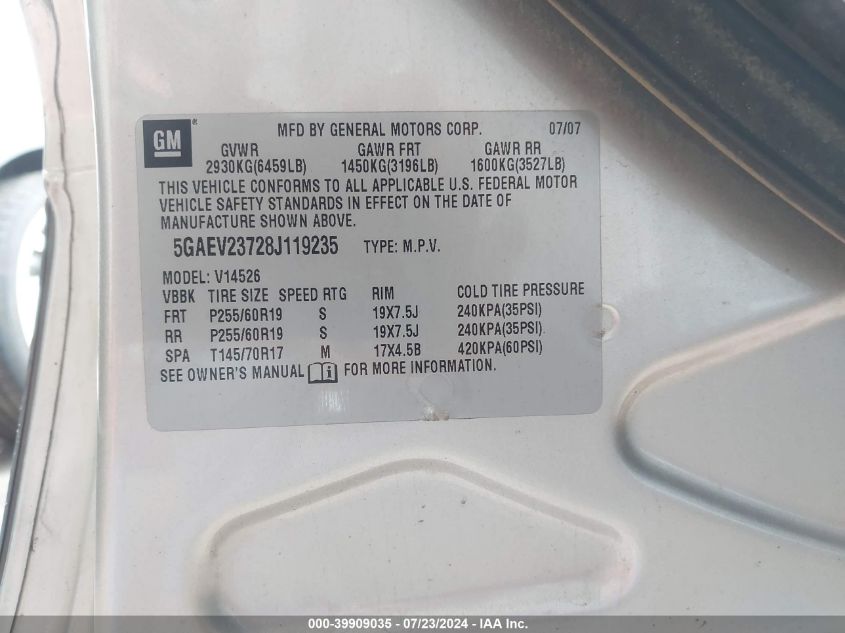 GM ® MFD BY GENERAL MOTORS CORP. 07/07
GVWR GAWR FRT GAWR RR
2930KG(6459LB) 1450KG(3196LB) 1600KG(3527LB)
THIS VEHICLE CONFORMS TO ALL APPLICABLE U.S. FEDERAL MOTOR
VEHICLE SAFETY STANDARDS IN EFFECT ON THE DATE OF
MANUFACTURE SHOWN ABOVE.
5GAEV23728J119235 TYPE: M.P.V.
MODEL: V14526
VBBK TIRE SIZE SPEED RTG RIM COLD TIRE PRESSURE
FRT P255/60R19 S 19X7.5J 240KPA(35PSI)
RR P255/60R19 S 19X7.5J 240KPA(35PSI)
SPA T145/70R17 M 17X4.5B 420KPA(60PSI)
SEE OWNER'S MANUAL i FOR MORE INFORMATION.
000-39909035 - 07/23/2024 - IAA Inc.